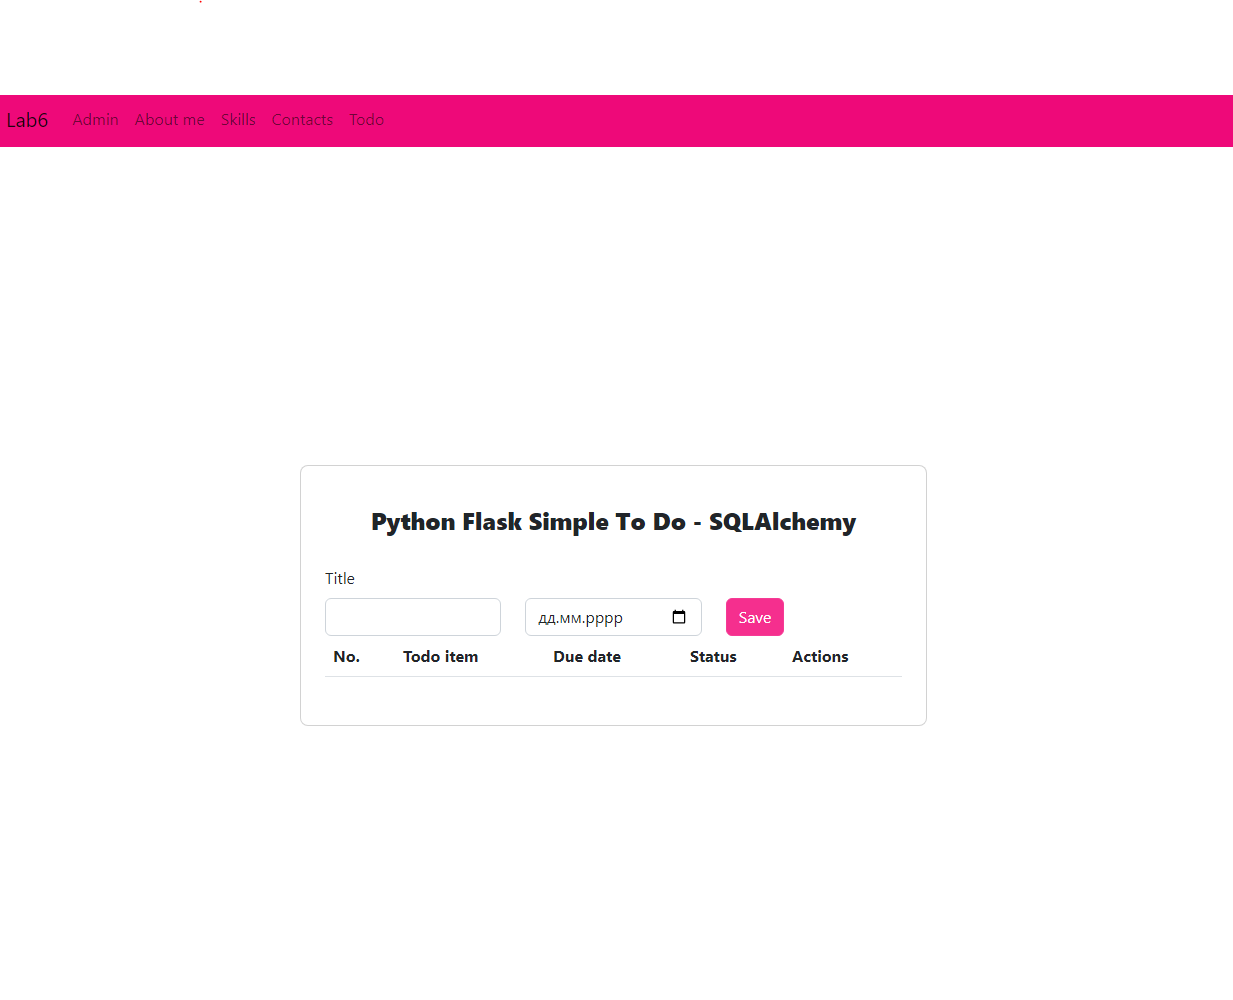 Lab6 Admin About me Skills Contacts Todo
Python Flask Simple To Do - SQLAlchemy
Title
дд.мм.рррр Save
No. Todo item Due date Status Actions